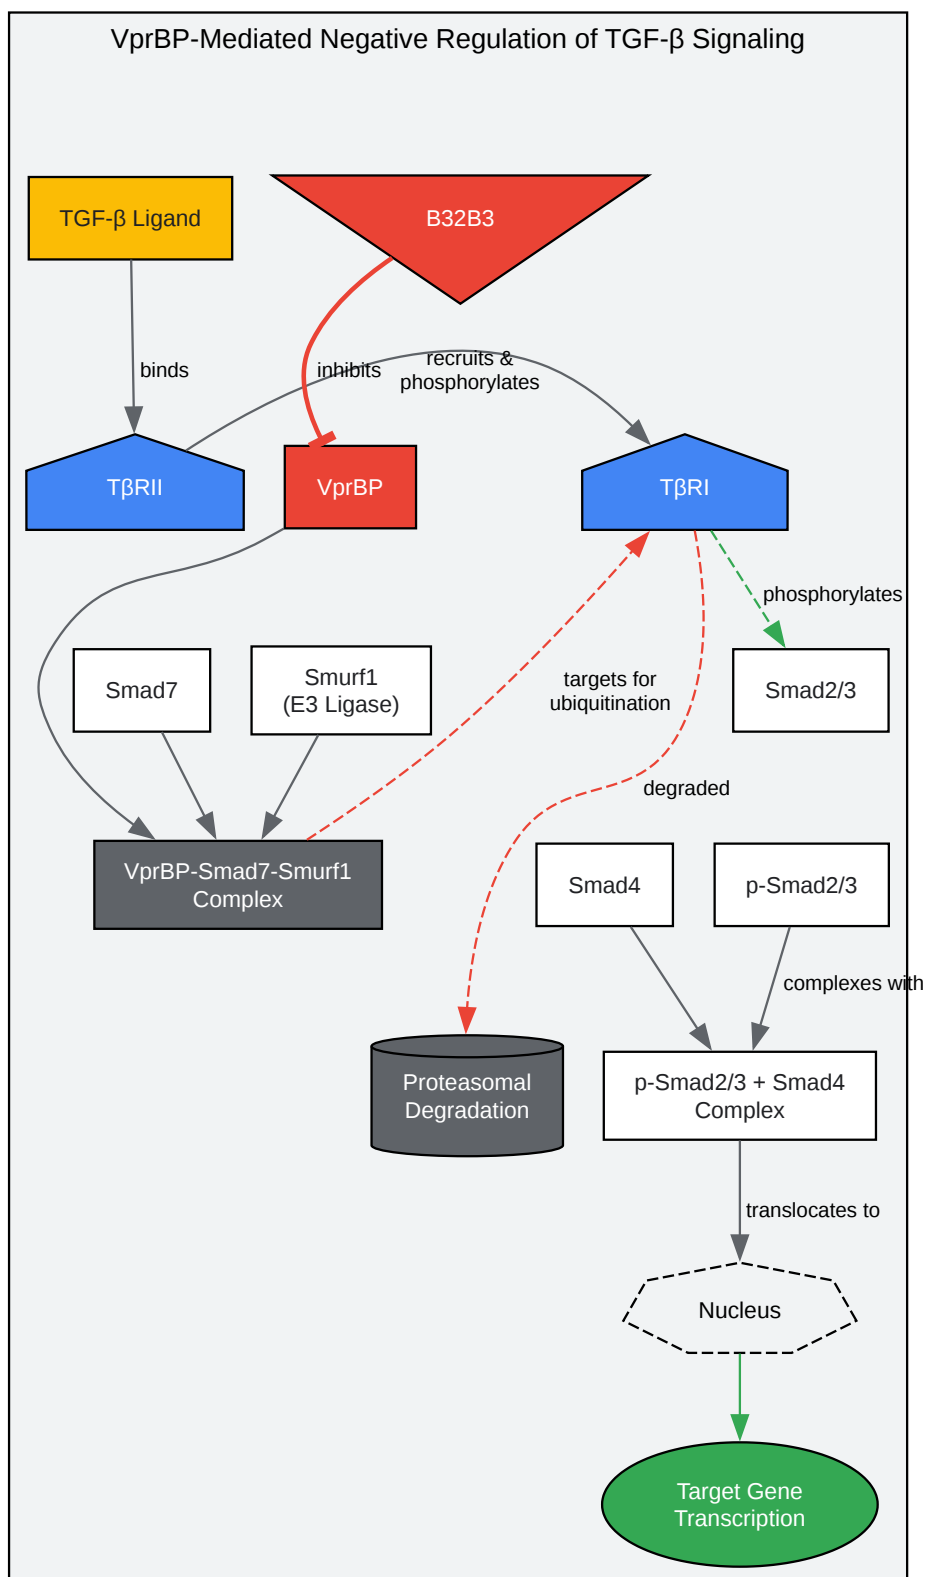 VprBP-Mediated Negative Regulation of TGF-β Signaling
TGF-β Ligand
B32B3
binds
inhibits
recruits &
phosphorylates
TβRII
VprBP
TβRI
phosphorylates
Smad7
Smurf1
(E3 Ligase)
targets for
ubiquitination
Smad2/3
degraded
VprBP-Smad7-Smurf1
Complex
Smad4
p-Smad2/3
complexes with
Proteasomal
Degradation
p-Smad2/3 + Smad4
Complex
translocates to
Nucleus
Target Gene
Transcription